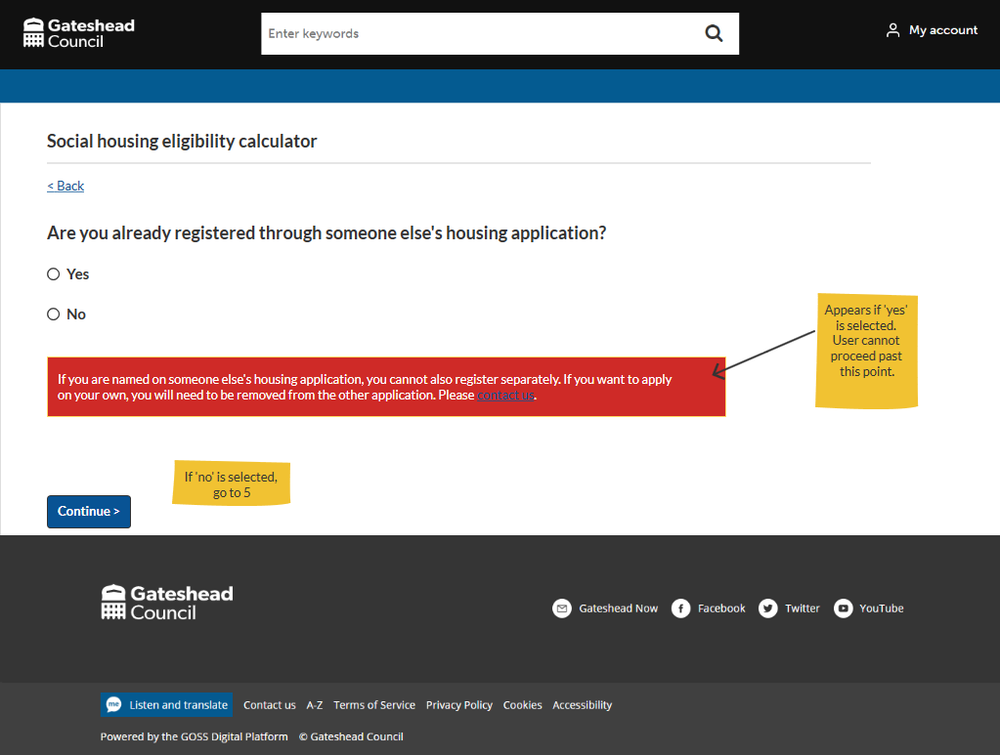 Gateshead
Council
Enter keywords
My account
Social housing eligibility calculator
< Back
Are you already registered through someone else's housing application?
Yes
No
Appears if 'yes'
is selected.
User cannot
proceed past
this point.
If you are named on someone else's housing application, you cannot also register separately. If you want to apply
on your own, you will need to be removed from the other application. Please contact us.
If 'no' is selected,
go to 5
Continue >
Gateshead
Council
Gateshead Now Facebook Twitter YouTube
me Listen and translate Contact us A-Z Terms of Service Privacy Policy Cookies Accessibility
Powered by the GOSS Digital Platform © Gateshead Council